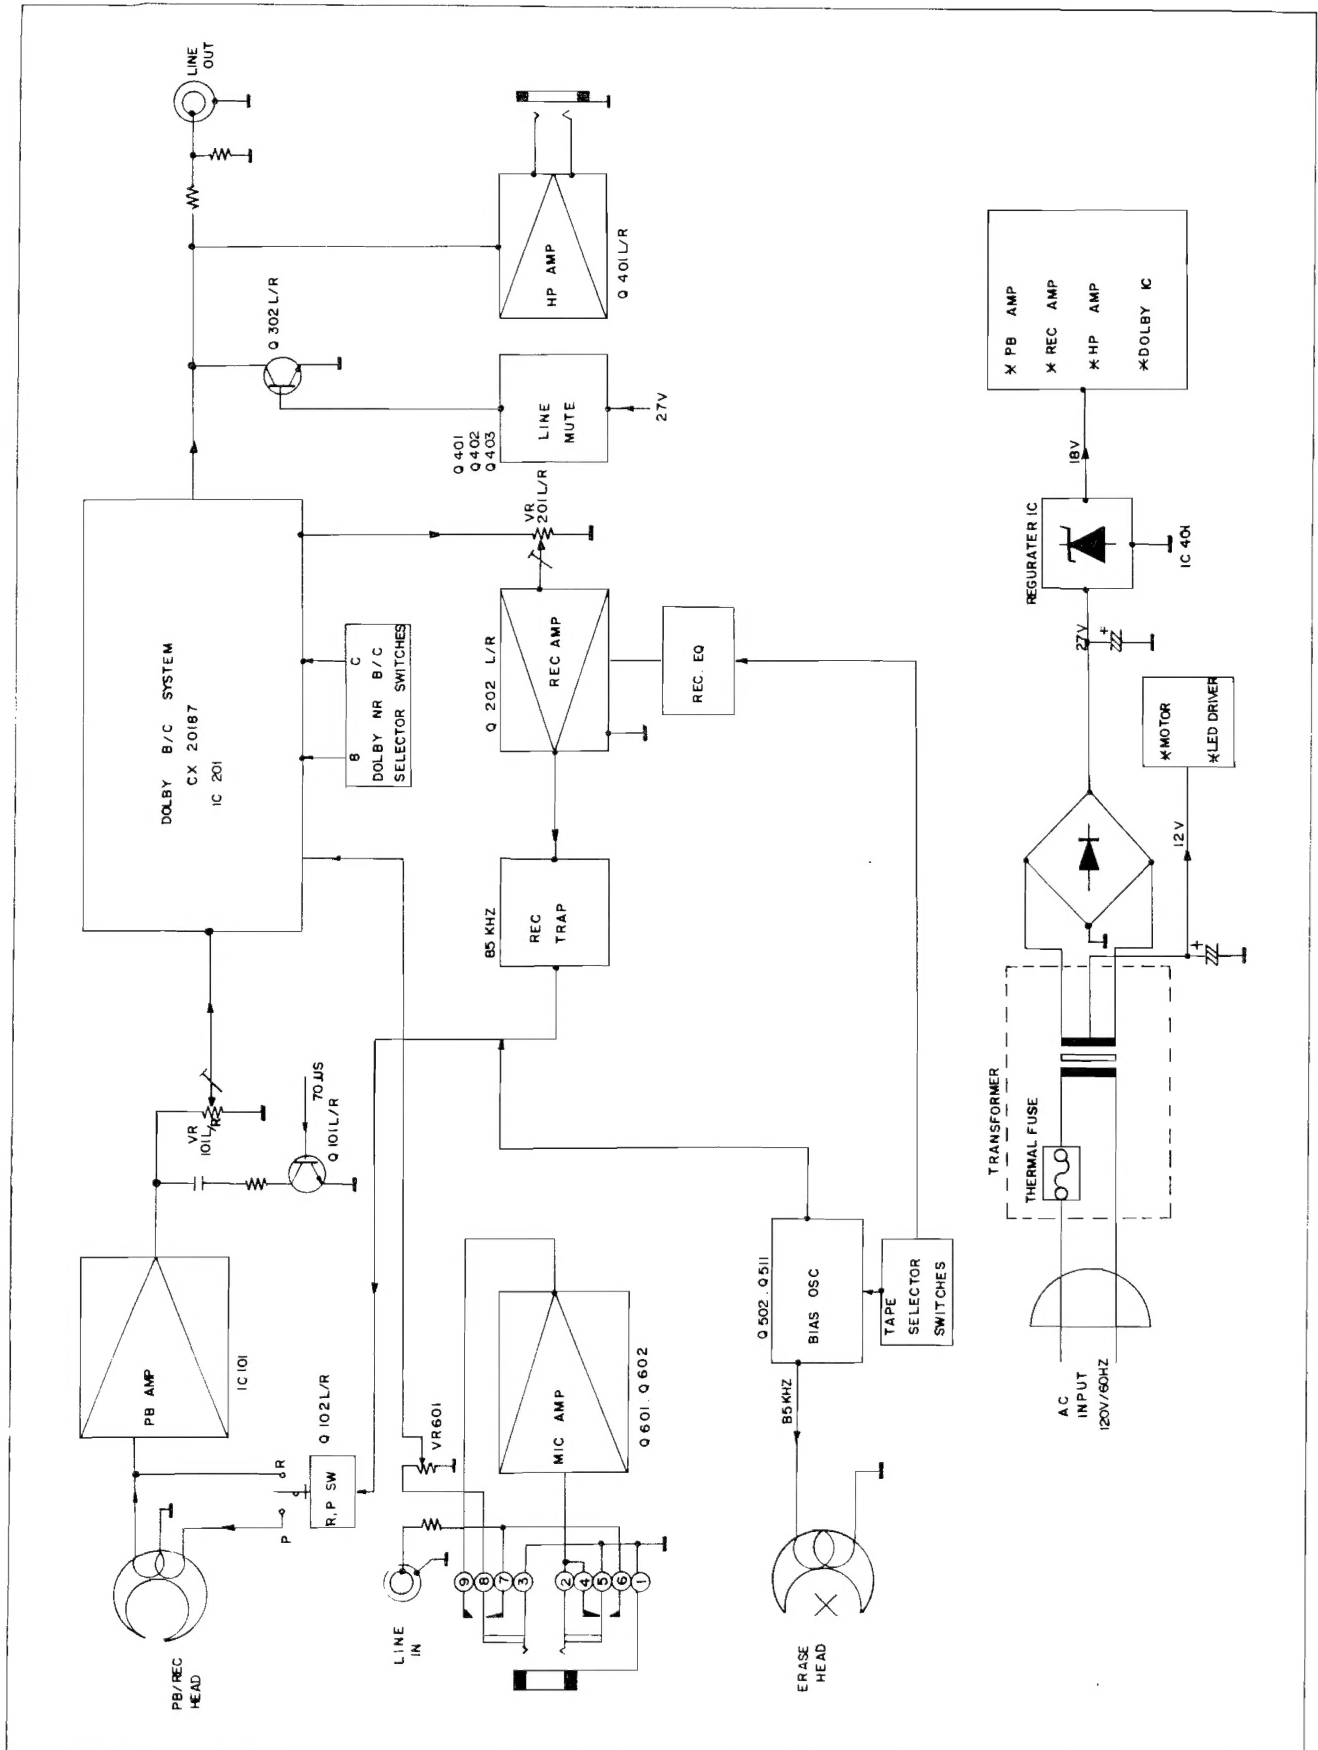 PB/REC
HEAD
PB AMP
IC 101
Q 102 L/R
R,P SW
P
R
VR
101 L/R
70 µS
Q 101 L/R
DOLBY B/C SYSTEM
CX 20187
IC 201
B C
DOLBY NR B/C
SELECTOR SWITCHES
LINE
OUT
Q 302 L/R
HP AMP
Q 401 L/R
Q 401
Q 402
Q 403
LINE
MUTE
27V
VR
201 L/R
Q 202 L/R
REC AMP
REC. EQ
85 KHZ
REC
TRAP
LINE
IN
VR601
9
8
7
3
2
4
5
6
1
MIC AMP
Q 601. Q 602
ERASE
HEAD
85KHZ
Q 502. Q 511
BIAS OSC
TAPE
SELECTOR
SWITCHES
AC
INPUT
120V/60HZ
TRANSFORMER
THERMAL FUSE
+
12V
*MOTOR
*LED DRIVER
27V
+
REGURATER IC
IC 401
18V
* PB AMP
* REC AMP
* HP AMP
*DOLBY IC